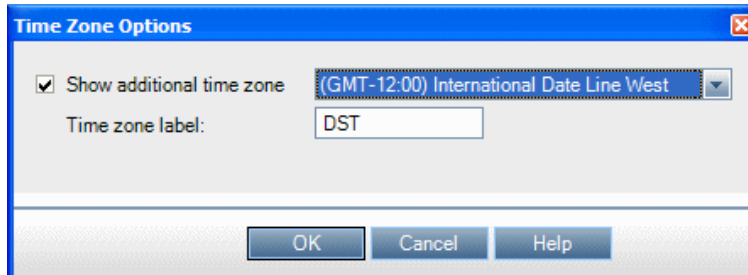 Time Zone Options
Show additional time zone (GMT-12:00) International Date Line West
Time zone label: DST
OK Cancel Help